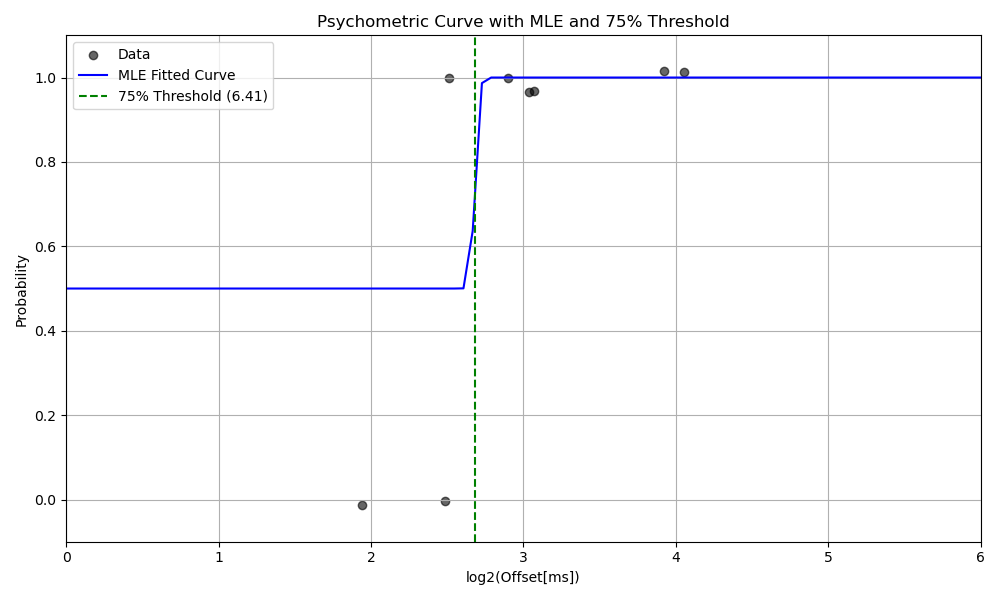 Psychometric Curve with MLE and 75% Threshold
Data
MLE Fitted Curve
75% Threshold (6.41)
Probability
1.0
0.8
0.6
0.4
0.2
0.0
0 1 2 3 4 5 6
log2(Offset[ms])